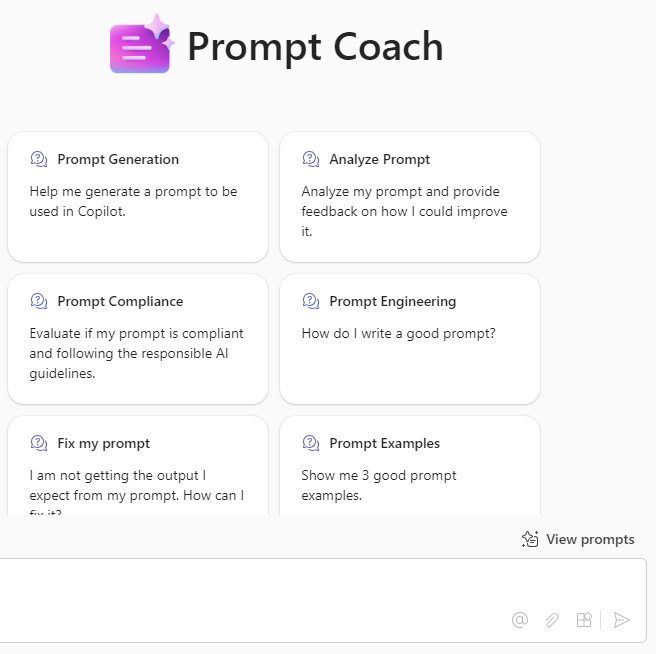 Prompt Coach
Prompt Generation
Help me generate a prompt to be
used in Copilot.
Analyze Prompt
Analyze my prompt and provide
feedback on how I could improve
it.
Prompt Compliance
Evaluate if my prompt is compliant
and following the responsible AI
guidelines.
Prompt Engineering
How do I write a good prompt?
Fix my prompt
I am not getting the output I
expect from my prompt. How can I
fix it?
Prompt Examples
Show me 3 good prompt
examples.
View prompts